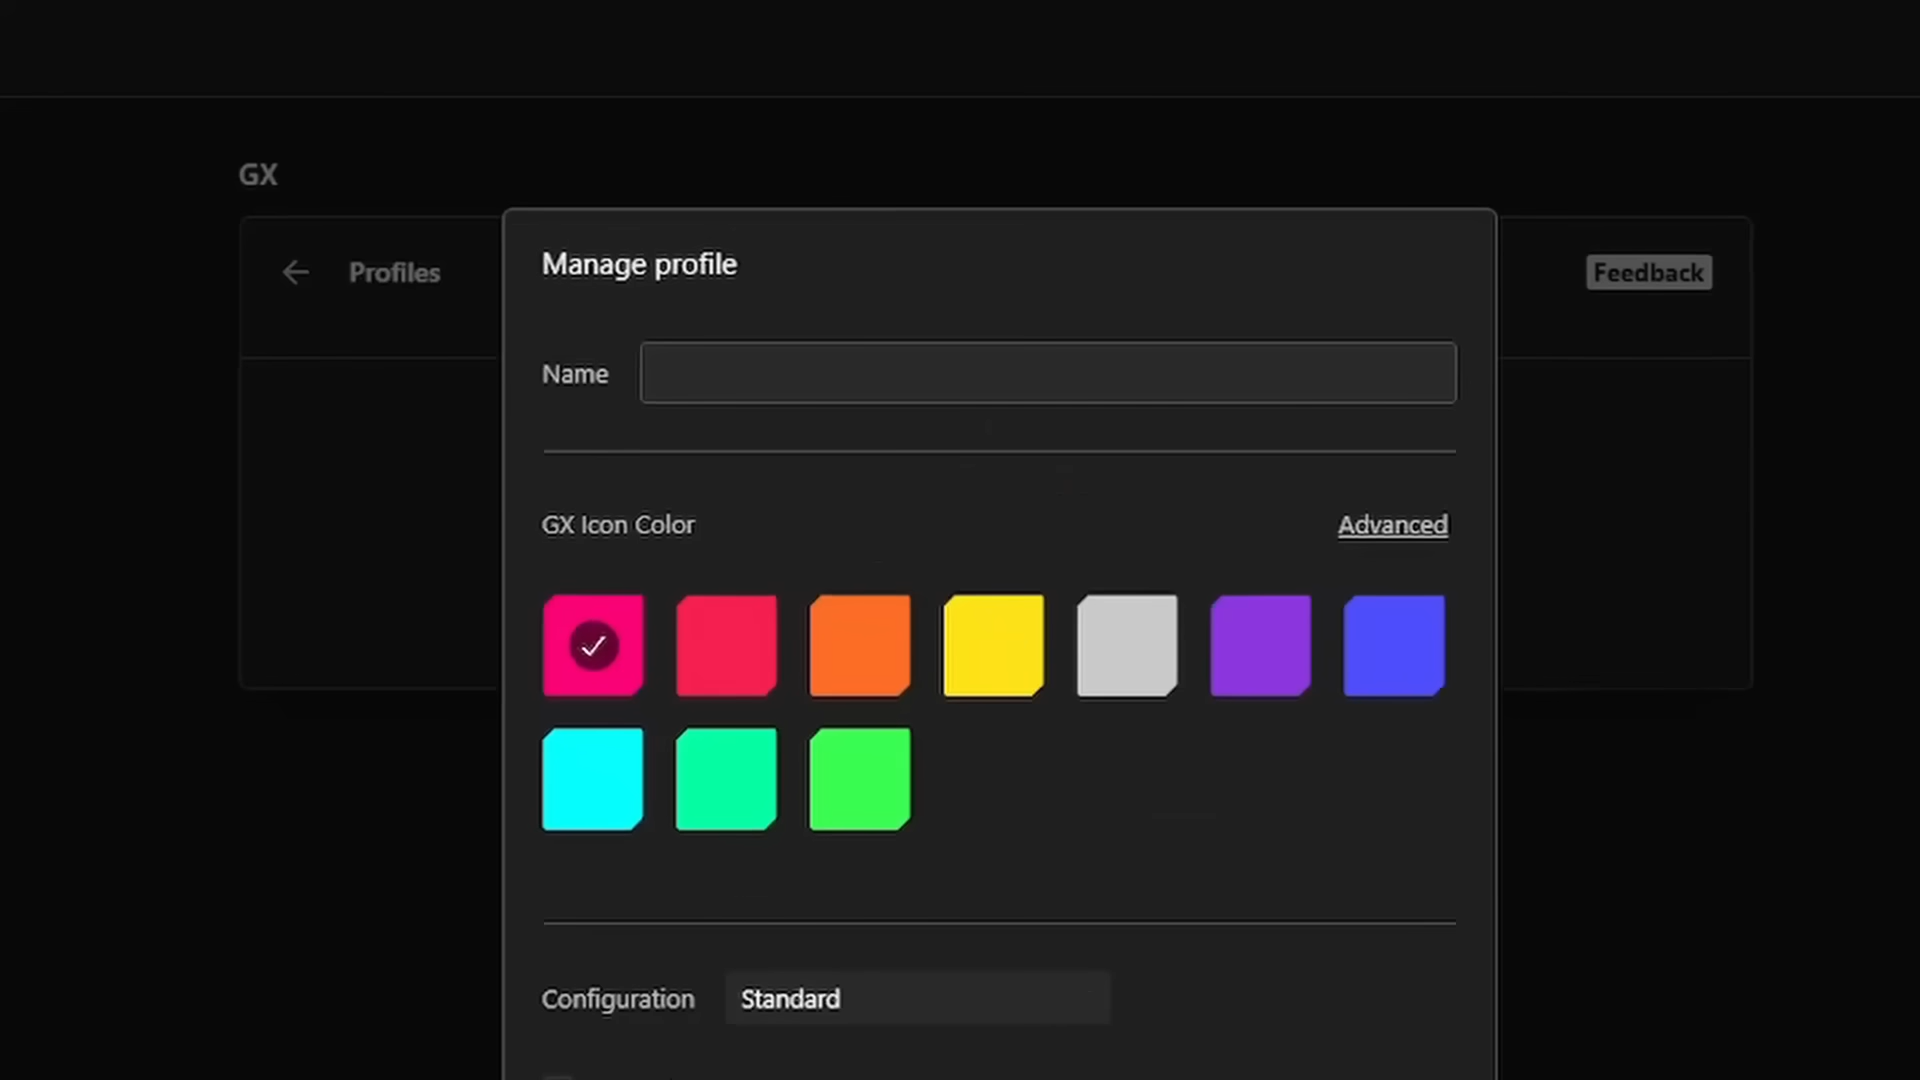 GX
Profiles
Feedback
Manage profile
Name
GX Icon Color
Advanced
Configuration
Standard